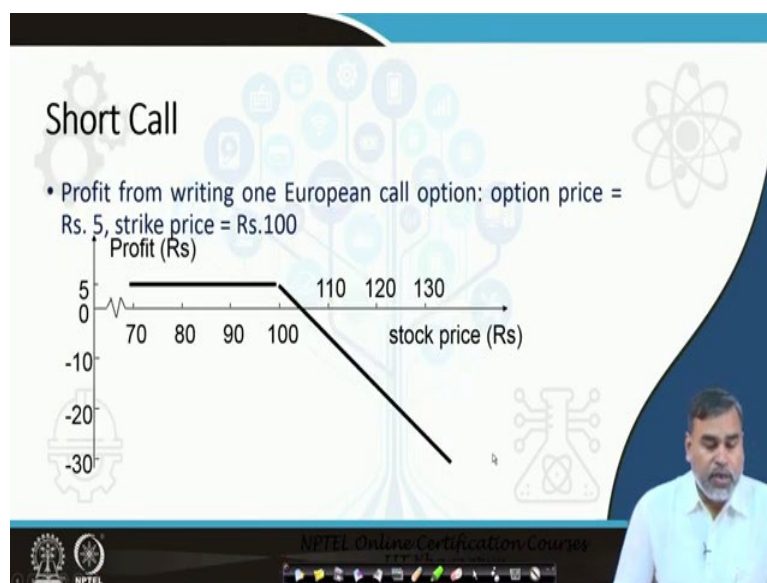 Short Call
• Profit from writing one European call option: option price =
Rs. 5, strike price = Rs.100
Profit (Rs)
5
0
110 120 130
70 80 90 100
stock price (Rs)
-10
-20
-30
NPTEL Online Certification Courses
NPTEL